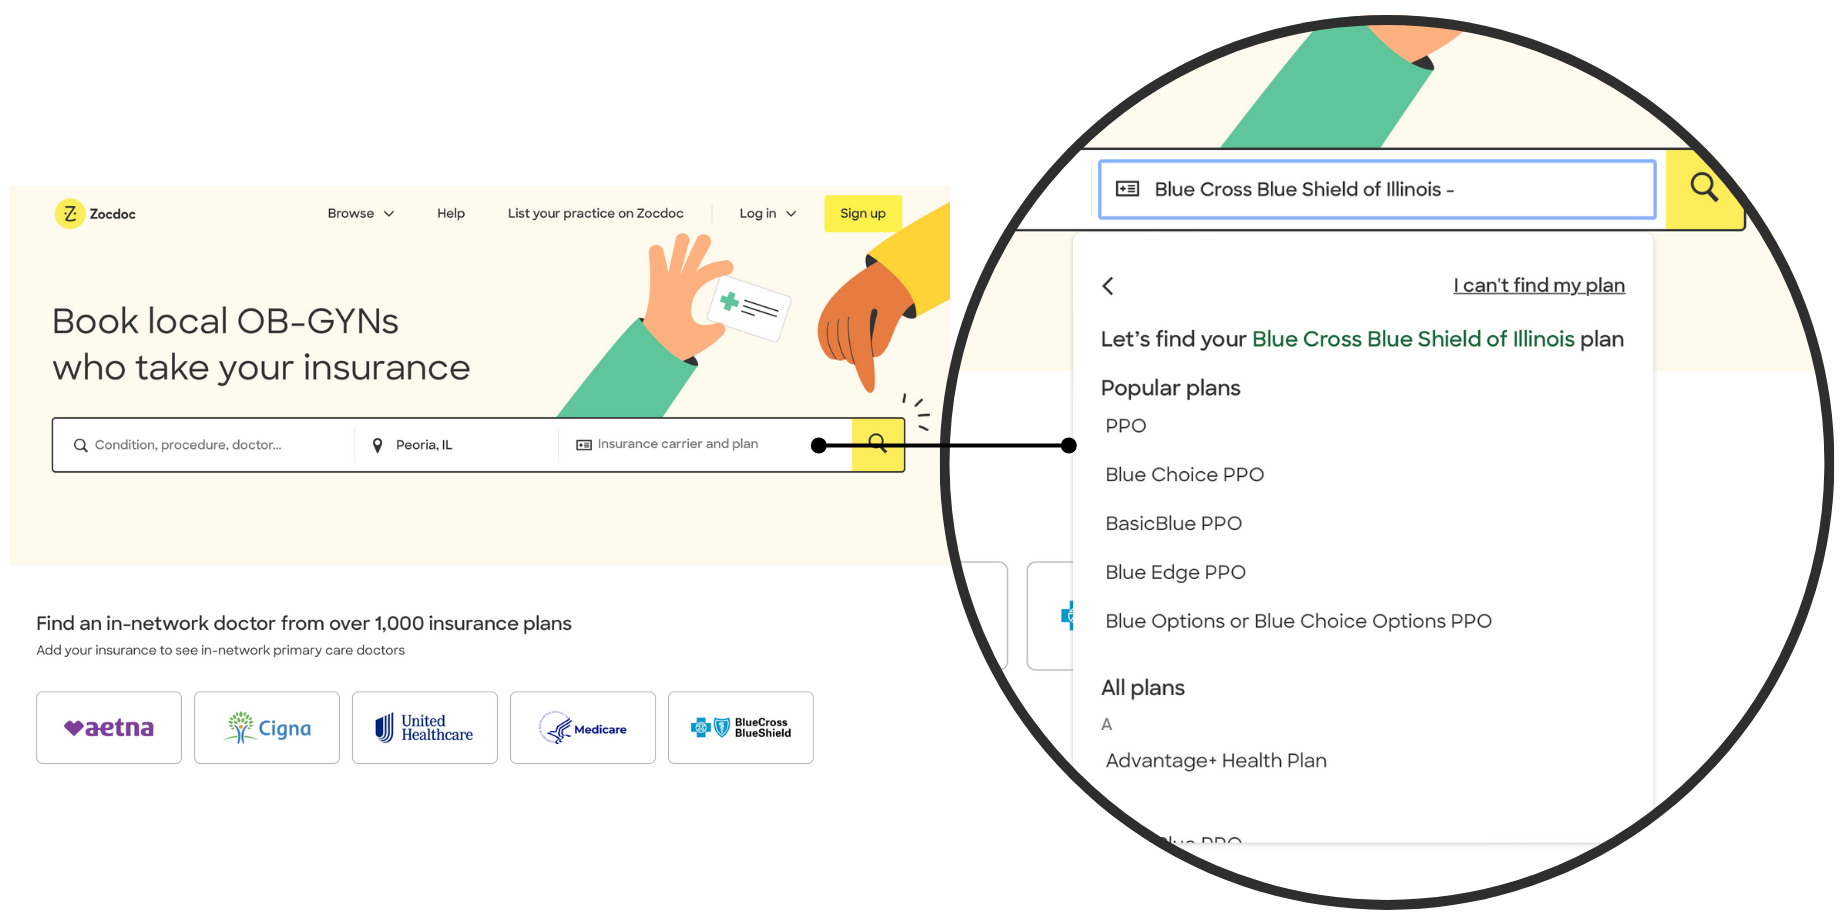 Zocdoc
Browse
Help
List your practice on Zocdoc
Log in
Sign up
Book local OB-GYNs
who take your insurance
Condition, procedure, doctor...
Peoria, IL
Insurance carrier and plan
Find an in-network doctor from over 1,000 insurance plans
Add your insurance to see in-network primary care doctors
aetna
Cigna
United
Healthcare
Medicare
BlueCross
BlueShield
Blue Cross Blue Shield of Illinois -
I can't find my plan
Let's find your Blue Cross Blue Shield of Illinois plan
Popular plans
PPO
Blue Choice PPO
BasicBlue PPO
Blue Edge PPO
Blue Options or Blue Choice Options PPO
All plans
A
Advantage+ Health Plan